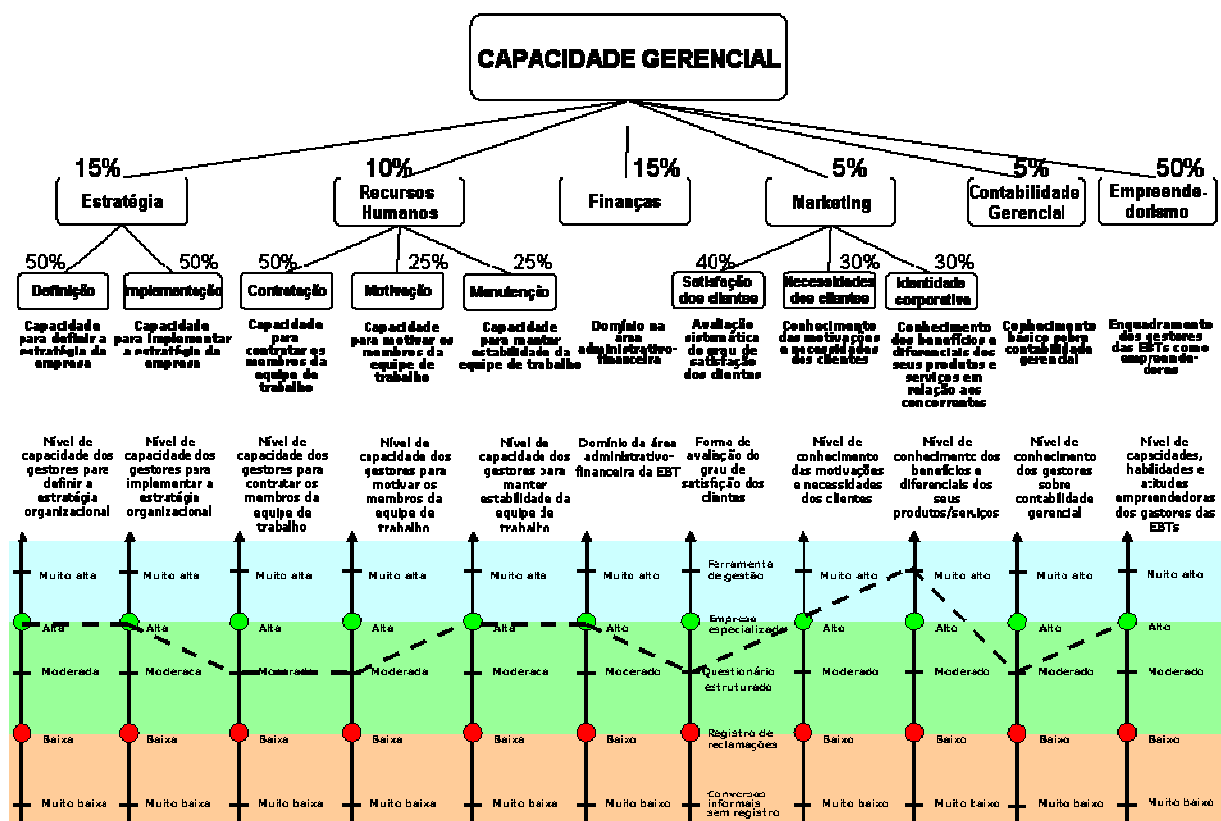 CAPACIDADE GERENCIAL
15%
10%
15%
5%
5%
50%
Estratégia
Recursos
Humanos
Finanças
Marketing
Contabilidade
Gerencial
Empreende-
dorismo
50%
50%
50%
25%
25%
40%
30%
30%
Definição
Implementação
Contratação
Motivação
Manutenção
Satisfação
dos clientes
Necessidades
dos clientes
Identidade
corporativa
Capacidade
para definir a
estratégia da
empresa
Capacidade
para implementar
a estratégia da
empresa
Capacidade
para
contratar os
membros da
equipe de
trabalho
Capacidade
para motivar os
membros da
equipe de
trabalho
Capacidade
para manter
estabilidade da
equipe de trabalho
Domínio na
área
administrativo-
financeira
Avaliação
sistemática
do grau de
satisfação
dos clientes
Conhecimento
das motivações
e necessidades
dos clientes
Conhecimento
dos benefícios e
diferenciais dos
seus produtos e
serviços em
relação aos
concorrentes
Conhecimento
básico sobre
contabilidade
gerencial
Enquadramento
dos gestores
das EBTs como
empreende-
dores
Nível de
capacidade dos
gestores para
definir a
estratégia
organizacional
Nível de
capacidade dos
gestores para
implementar a
estratégia
organizacional
Nível de
capacidade dos
gestores para
contratar os
membros da
equipe de
trabalho
Nível de
capacidade dos
gestores para
motivar os
membros da
equipe de
trabalho
Nível de
capacidade dos
gestores para
manter
estabilidade da
equipe de
trabalho
Domínio da área
administrativo-
financeira da EBT
Forma de
avaliação do
grau de
satisfação dos
clientes
Nível de
conhecimento
das motivações
e necessidades
dos clientes
Nível de
conhecimento dos
benefícios e
diferenciais dos
seus
produtos/serviços
Nível de
conhecimento
dos gestores
sobre
contabilidade
gerencial
Nível de
capacidades,
habilidades e
atitudes
empreendedoras
dos gastores das
EBTs
Muito alta
Muito alta
Muito alta
Muito alta
Muito alta
Muito alto
Ferramenta
de gestão
Muito alto
Muito alto
Muito alto
Muito alto
Alta
Alta
Alta
Alta
Alta
Alto
Empresa
especializada
Alto
Alto
Alto
Alto
Moderada
Moderada
Moderada
Moderada
Moderada
Moderado
Questionário
estruturado
Moderado
Moderado
Moderado
Moderado
Baixa
Baixa
Baixa
Baixa
Baixa
Baixo
Registro de
reclamações
Baixo
Baixo
Baixo
Baixo
Muito baixa
Muito baixa
Muito baixa
Muito baixa
Muito baixa
Muito baixo
Conversas
informais
sem registro
Muito baixo
Muito baixo
Muito baixo
Muito baixo